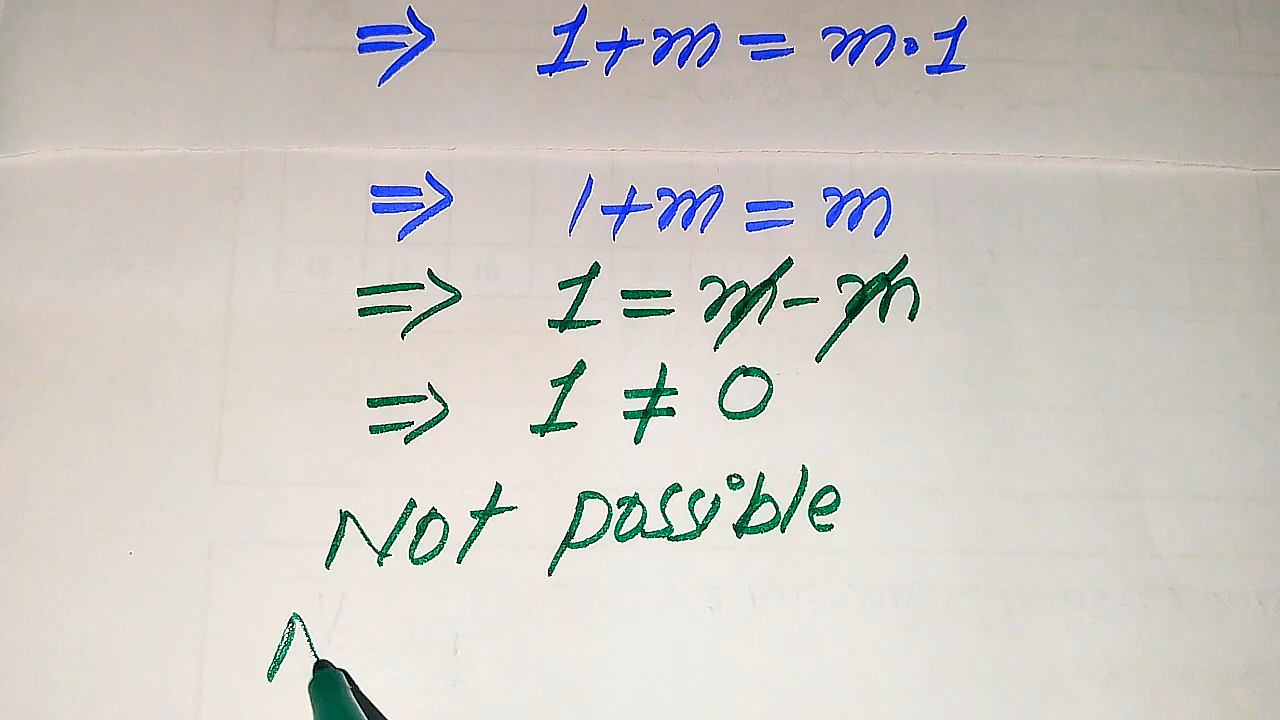 ⇒ 1+m = m·1
⇒ 1+m = m
⇒ 1 = m - m
⇒ 1 ≠ 0
Not possible